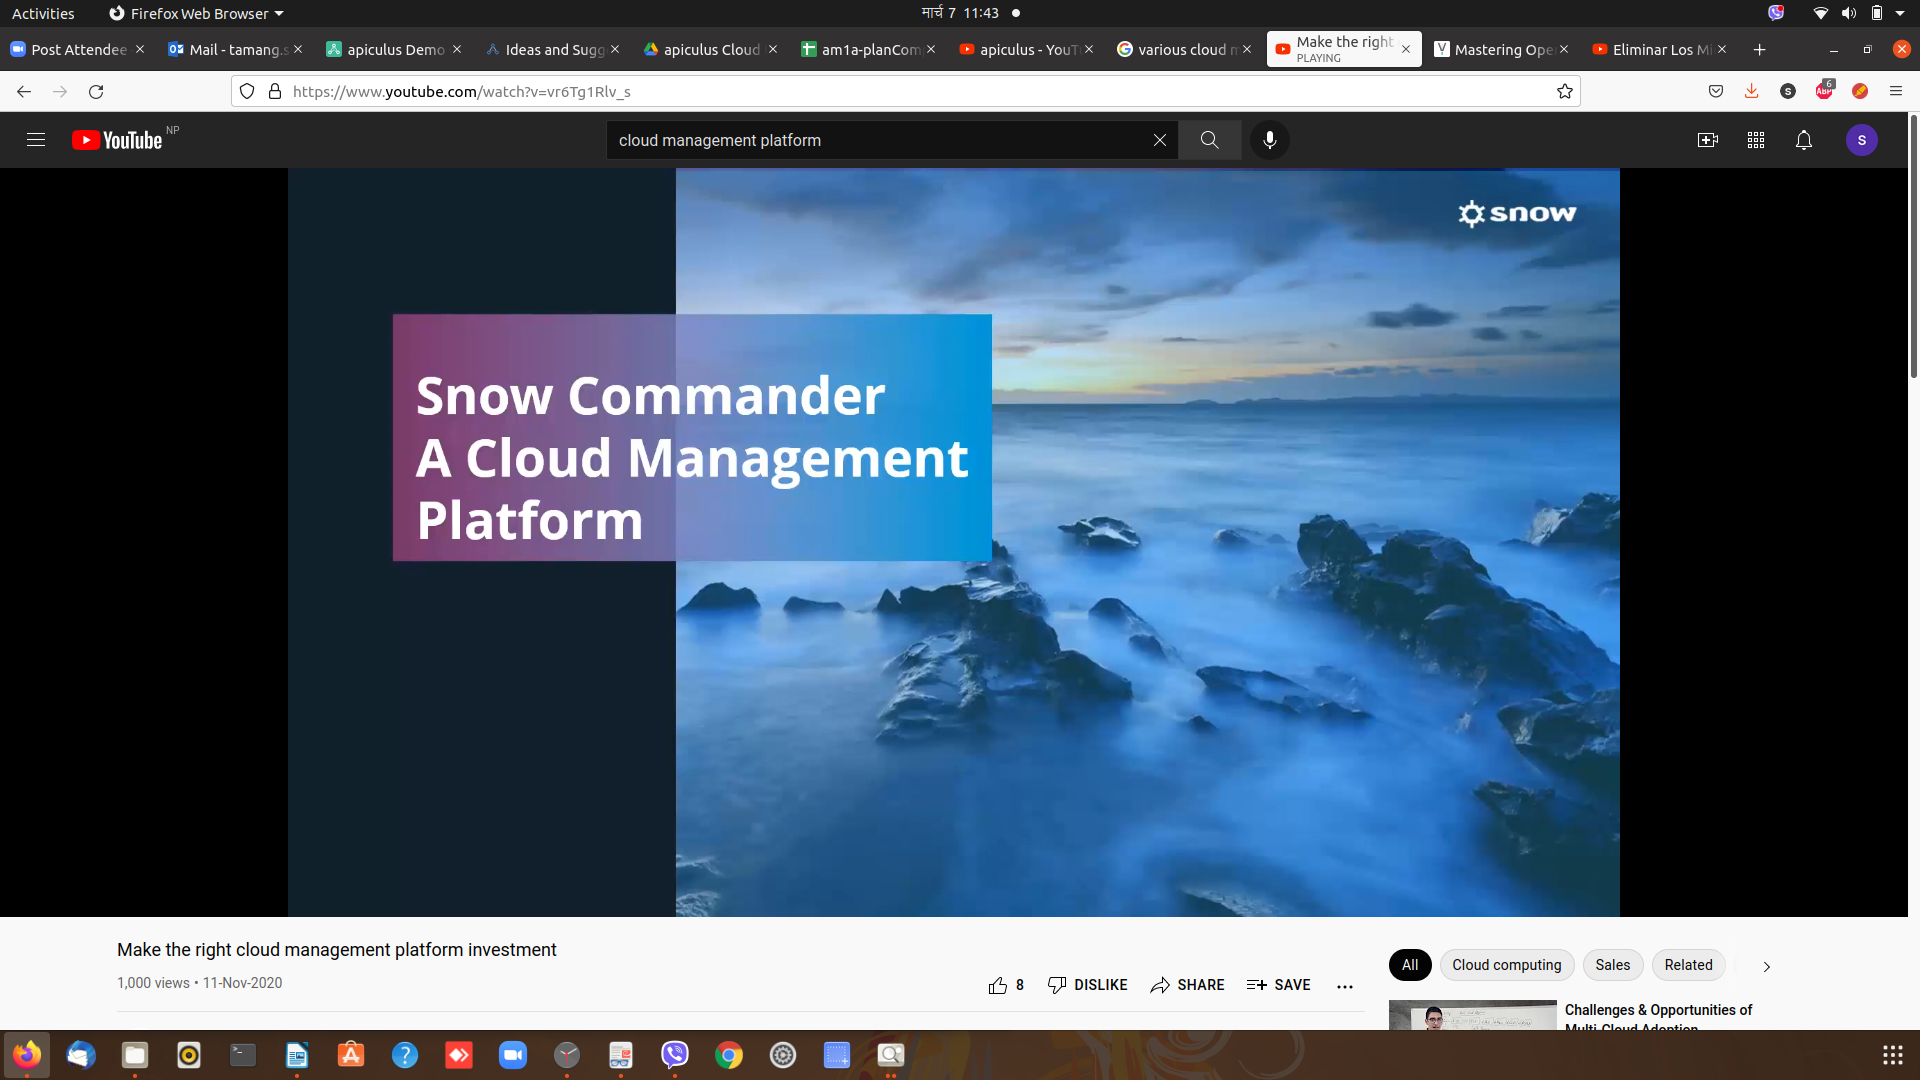 Activities
Firefox Web Browser
मार्च 7 11:43
Post Attendee
Mail - tamang.s
apiculus Demo
Ideas and Sugg
apiculus Cloud
am1a-planCom
apiculus - YouT
various cloud m
Make the right
PLAYING
Mastering Ope
Eliminar Los Mi
https://www.youtube.com/watch?v=vr6Tg1Rlv_s
S
ABP
6
YouTube NP
cloud management platform
S
snow
Snow Commander
A Cloud Management
Platform
Make the right cloud management platform investment
1,000 views • 11-Nov-2020
8
DISLIKE
SHARE
SAVE
All
Cloud computing
Sales
Related
Challenges & Opportunities of
Multi-Cloud Adoption